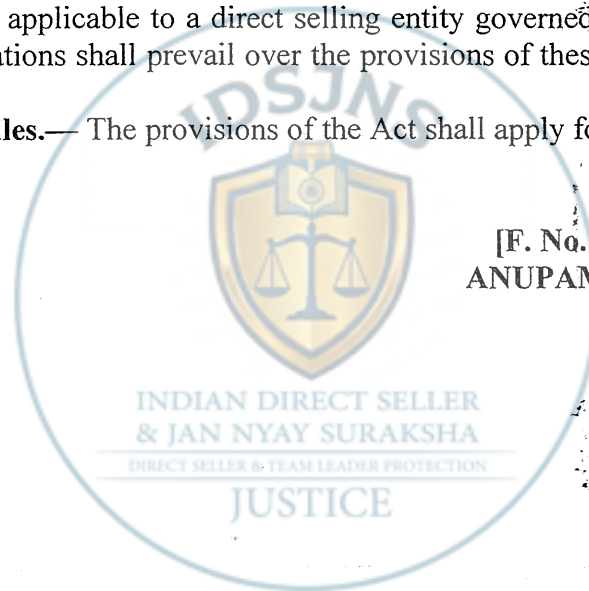 applicable to a direct selling entity governed
ations shall prevail over the provisions of thes
les.— The provisions of the Act shall apply fo
IDSJNS
[F. No.
ANUPAM
INDIAN DIRECT SELLER
& JAN NYAY SURAKSHA
DIRECT SELLER & TEAM LEADER PROTECTION
JUSTICE